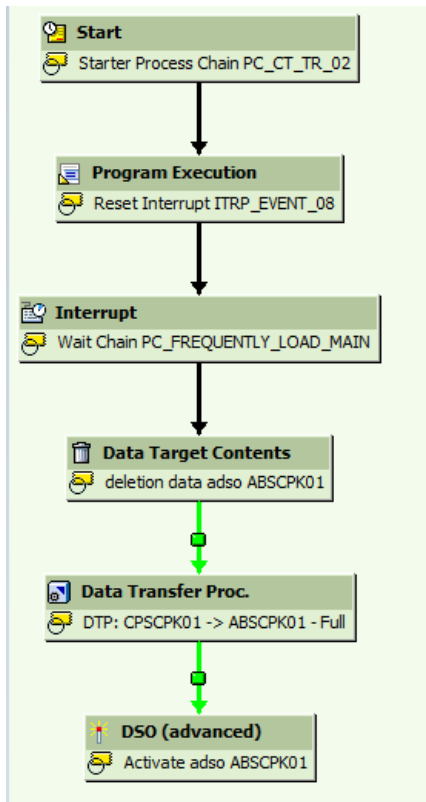 Start
Starter Process Chain PC_CT_TR_02
Program Execution
Reset Interrupt ITRP_EVENT_08
Interrupt
Wait Chain PC_FREQUENTLY_LOAD_MAIN
Data Target Contents
deletion data adso ABSCPK01
Data Transfer Proc.
DTP: CPSCPK01 -> ABSCPK01 - Full
DSO (advanced)
Activate adso ABSCPK01